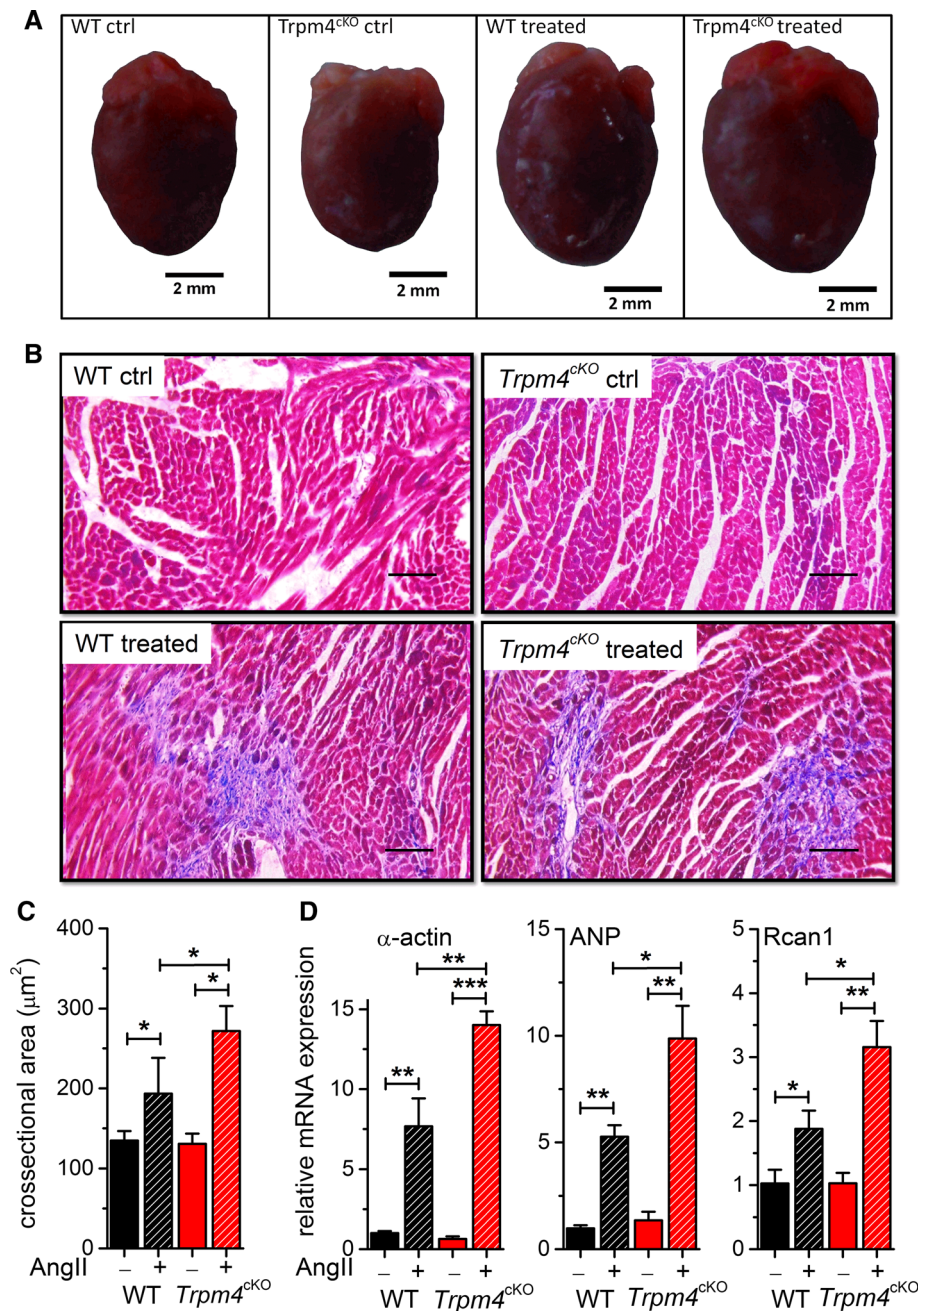 A
WT ctrl
Trpm4cKO ctrl
WT treated
Trpm4cKO treated
2 mm
2 mm
2 mm
2 mm
B
WT ctrl
Trpm4cKO ctrl
WT treated
Trpm4cKO treated
C
crossectional area (μm2)
400
300
200
100
0
*
*
*
AngII
– + – +
WT Trpm4cKO
D
relative mRNA expression
α-actin
15
10
5
0
**
***
**
AngII
– + – +
WT Trpm4cKO
ANP
15
10
5
0
*
**
**
– + – +
WT Trpm4cKO
Rcan1
5
4
3
2
1
0
*
**
*
– + – +
WT Trpm4cKO